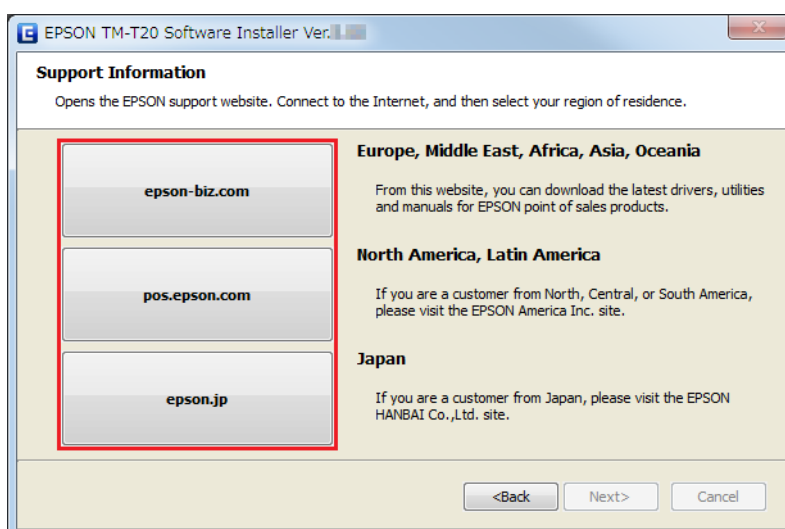 EPSON TM-T20 Software Installer Ver.
Support Information
Opens the EPSON support website. Connect to the Internet, and then select your region of residence.
epson-biz.com
Europe, Middle East, Africa, Asia, Oceania
From this website, you can download the latest drivers, utilities
and manuals for EPSON point of sales products.
pos.epson.com
North America, Latin America
If you are a customer from North, Central, or South America,
please visit the EPSON America Inc. site.
epson.jp
Japan
If you are a customer from Japan, please visit the EPSON
HANBAI Co.,Ltd. site.
<Back
Next>
Cancel